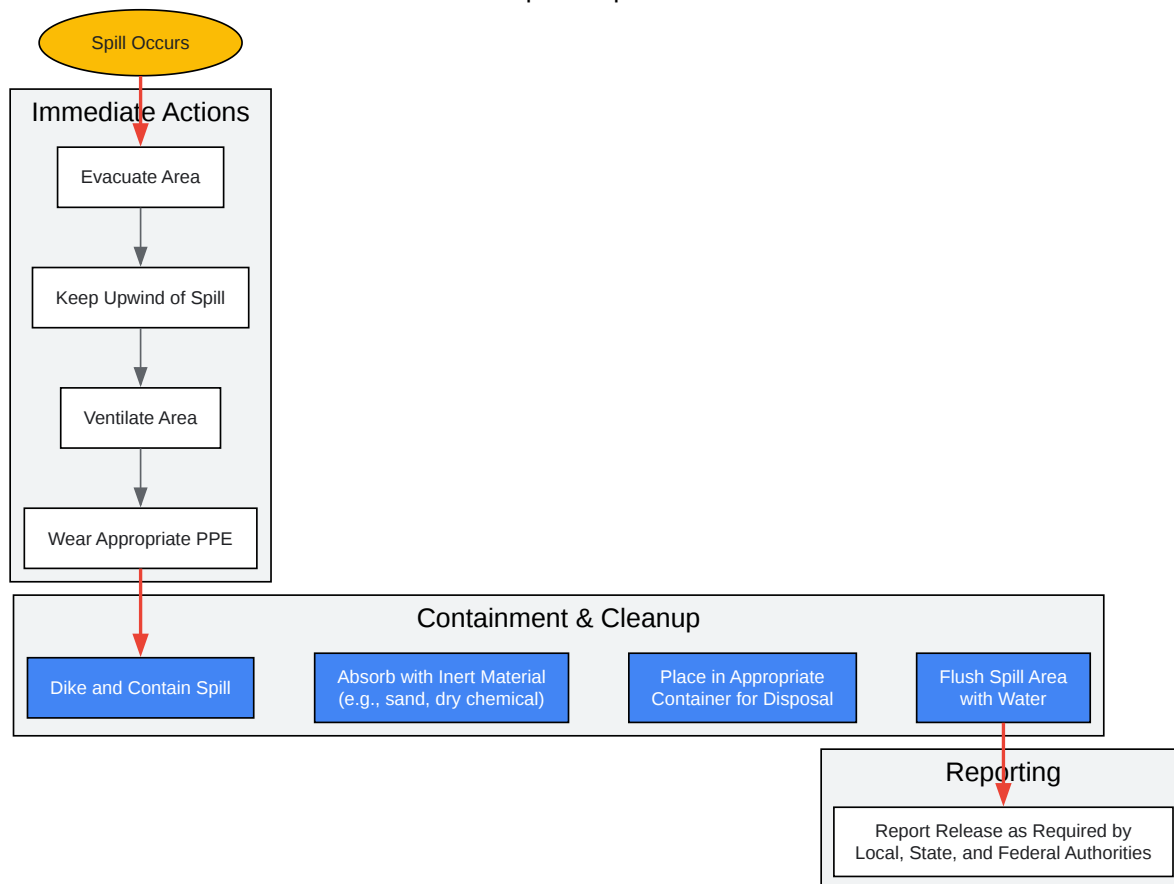 Spill Occurs
Immediate Actions
Evacuate Area
Keep Upwind of Spill
Ventilate Area
Wear Appropriate PPE
Containment & Cleanup
Dike and Contain Spill
Absorb with Inert Material
(e.g., sand, dry chemical)
Place in Appropriate
Container for Disposal
Flush Spill Area
with Water
Reporting
Report Release as Required by
Local, State, and Federal Authorities